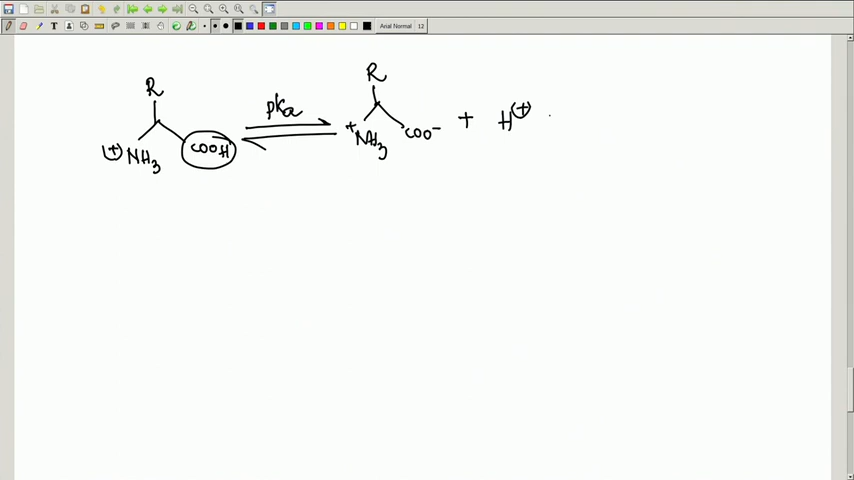 R R
pKa
⊕NH3 COOH ⇌ +NH3 COO− + H⊕
Arial Normal 12